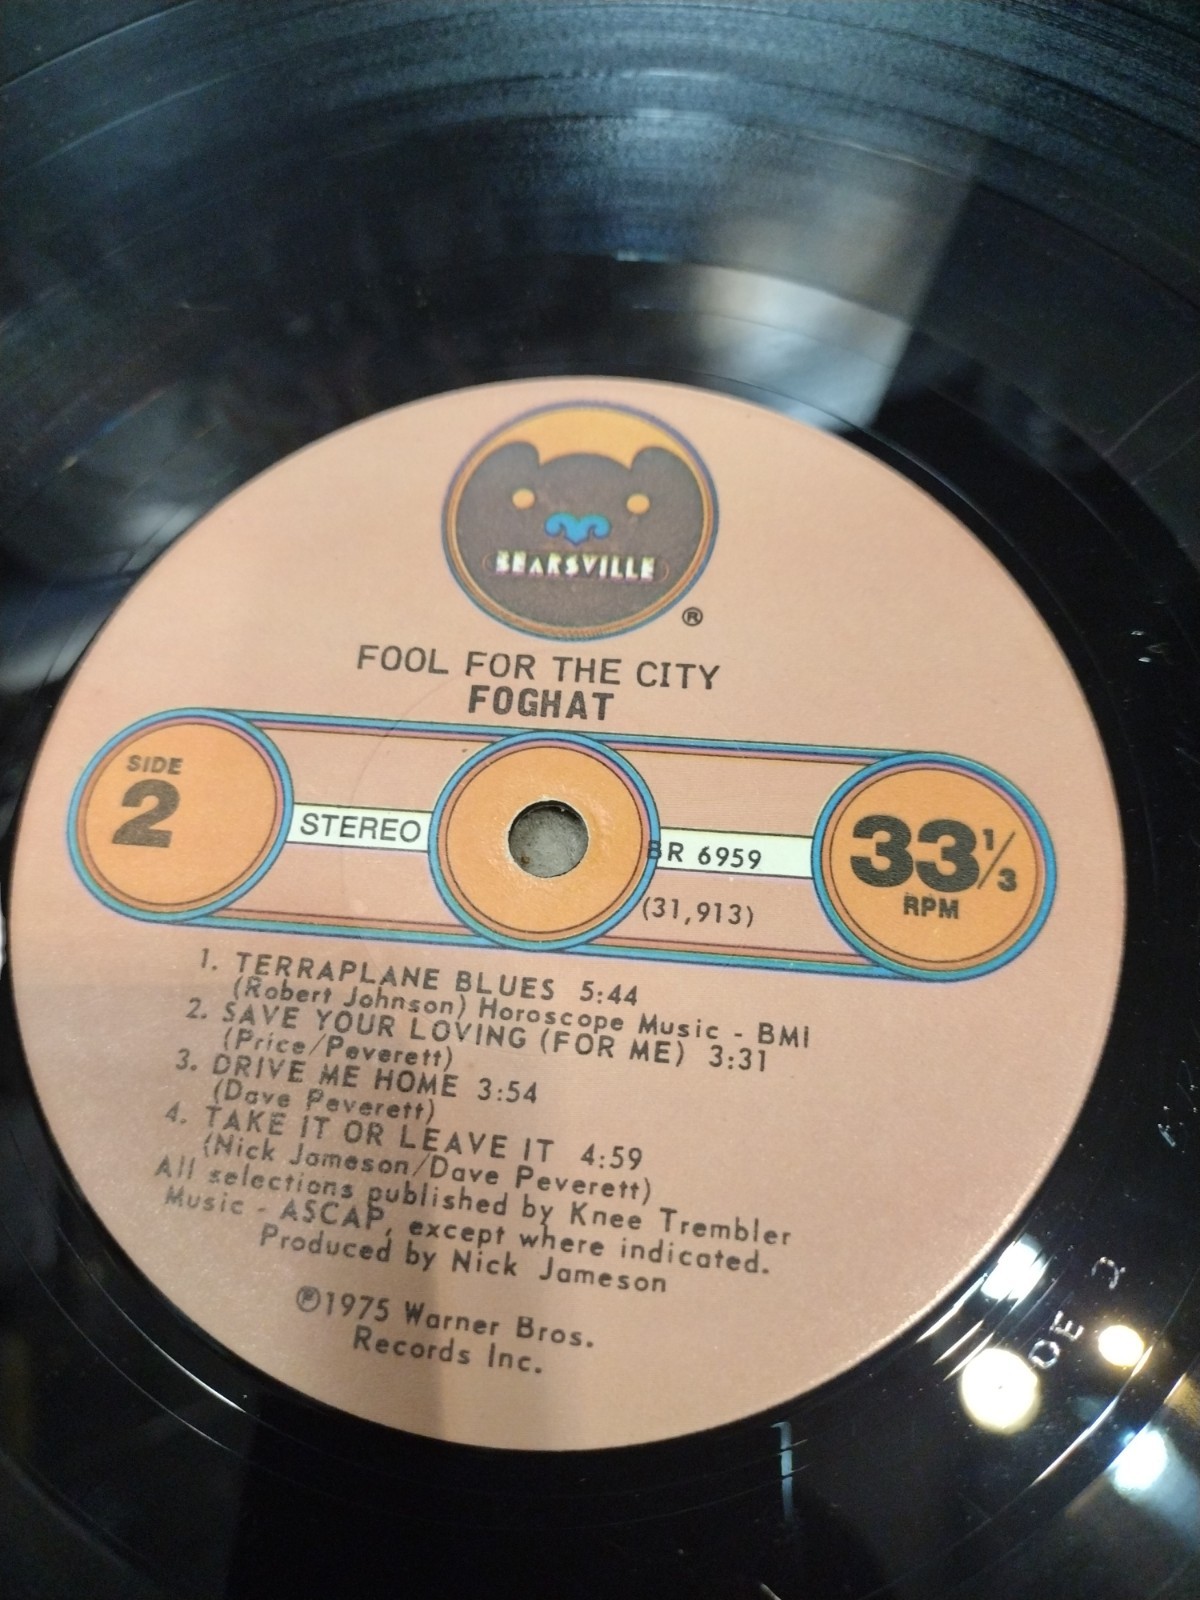 BEARSVILLE
®
FOOL FOR THE CITY
FOGHAT
SIDE
2
STEREO
BR 6959
(31,913)
33 1/3
RPM
1. TERRAPLANE BLUES 5:44
(Robert Johnson) Horoscope Music - BMI
2. SAVE YOUR LOVING (FOR ME) 3:31
(Price/Peverett)
3. DRIVE ME HOME 3:54
(Dave Peverett)
4. TAKE IT OR LEAVE IT 4:59
(Nick Jameson/Dave Peverett)
All selections published by Knee Trembler
Music - ASCAP, except where indicated.
Produced by Nick Jameson
℗1975 Warner Bros.
Records Inc.